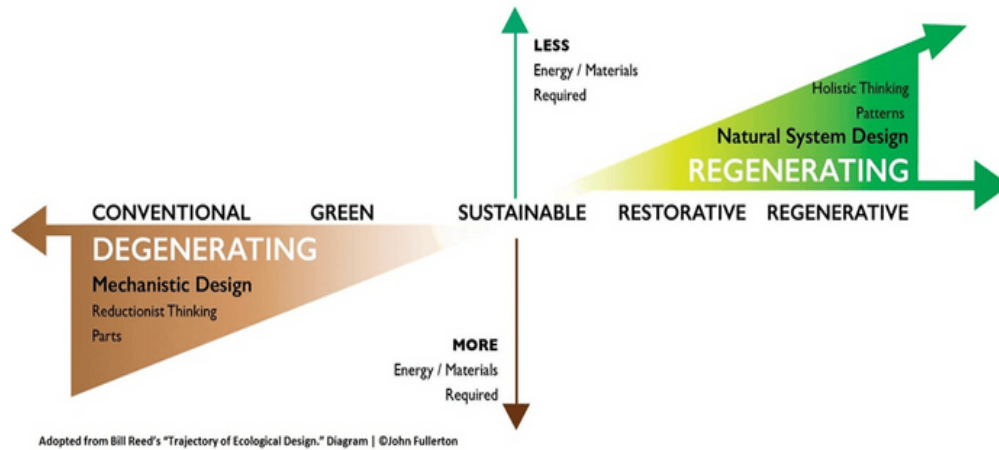 LESS
Energy / Materials
Required
Holistic Thinking
Patterns
Natural System Design
REGENERATING
CONVENTIONAL GREEN SUSTAINABLE RESTORATIVE REGENERATIVE
DEGENERATING
Mechanistic Design
Reductionist Thinking
Parts
MORE
Energy / Materials
Required
Adopted from Bill Reed's "Trajectory of Ecological Design." Diagram | ©John Fullerton